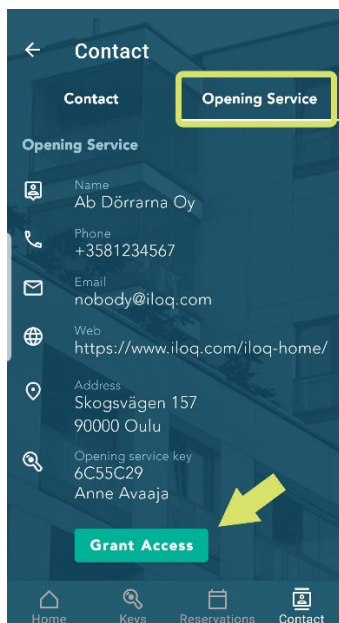 Contact
Contact Opening Service
Opening Service
Name
Ab Dörrarna Oy
Phone
+3581234567
Email
nobody@iloq.com
Web
https://www.iloq.com/iloq-home/
Address
Skogsvägen 157
90000 Oulu
Opening service key
6C55C29
Anne Avaaja
Grant Access
Home Keys Reservations Contact